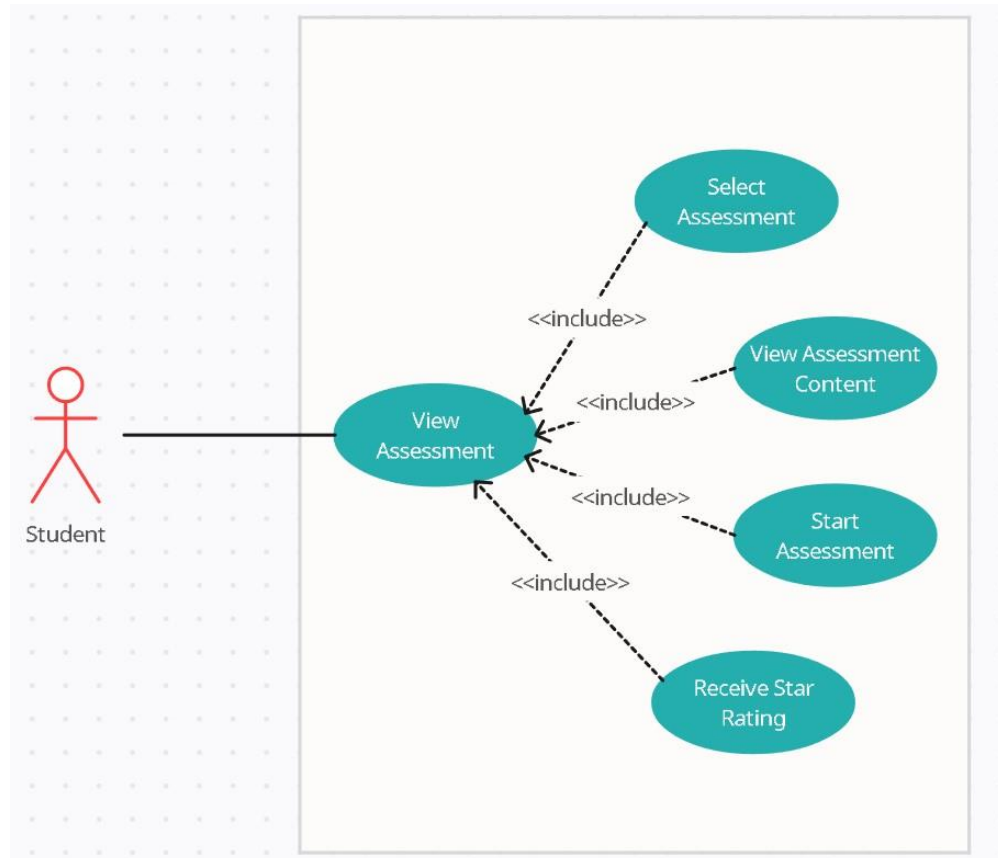 Select
Assessment
<<include>>
View Assessment
Content
<<include>>
View
Assessment
<<include>>
Start
Assessment
Student
<<include>>
Receive Star
Rating